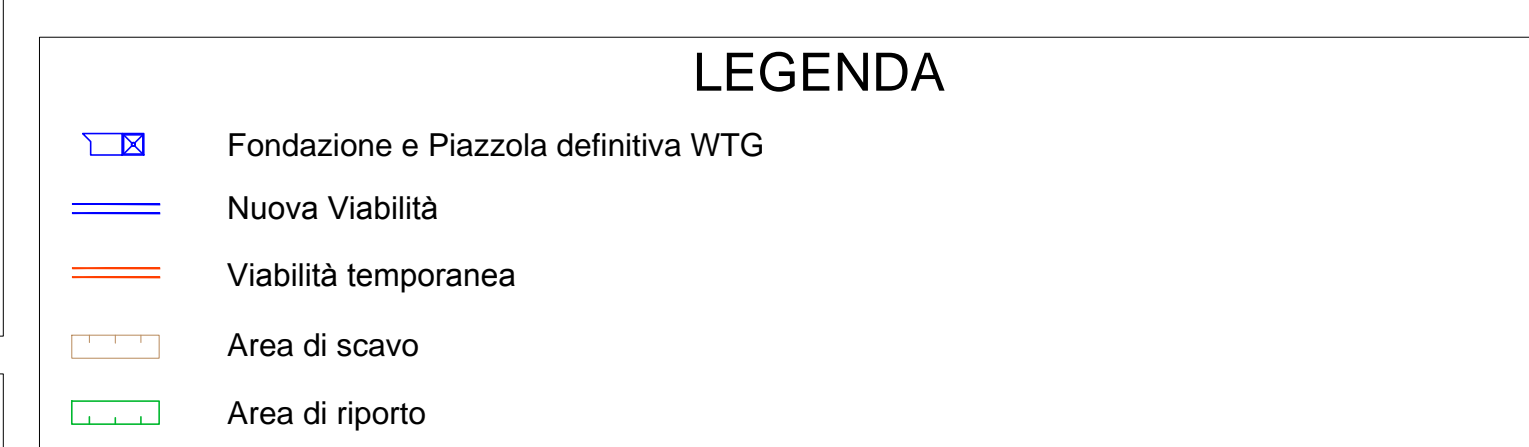 LEGENDA
Fondazione e Piazzola definitiva WTG
Nuova Viabilità
Viabilità temporanea
Area di scavo
Area di riporto